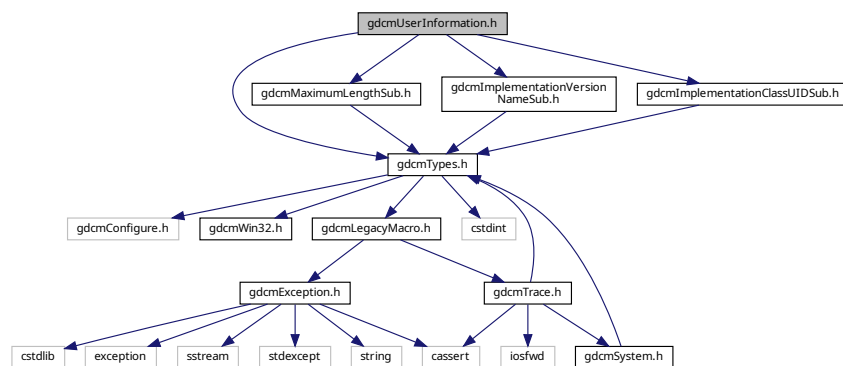 gdcmUserInformation.h
gdcmMaximumLengthSub.h
gdcmImplementationVersion
NameSub.h
gdcmImplementationClassUIDSub.h
gdcmTypes.h
gdcmConfigure.h
gdcmWin32.h
gdcmLegacyMacro.h
cstdint
gdcmException.h
gdcmTrace.h
cstdlib
exception
sstream
stdexcept
string
cassert
iosfwd
gdcmSystem.h